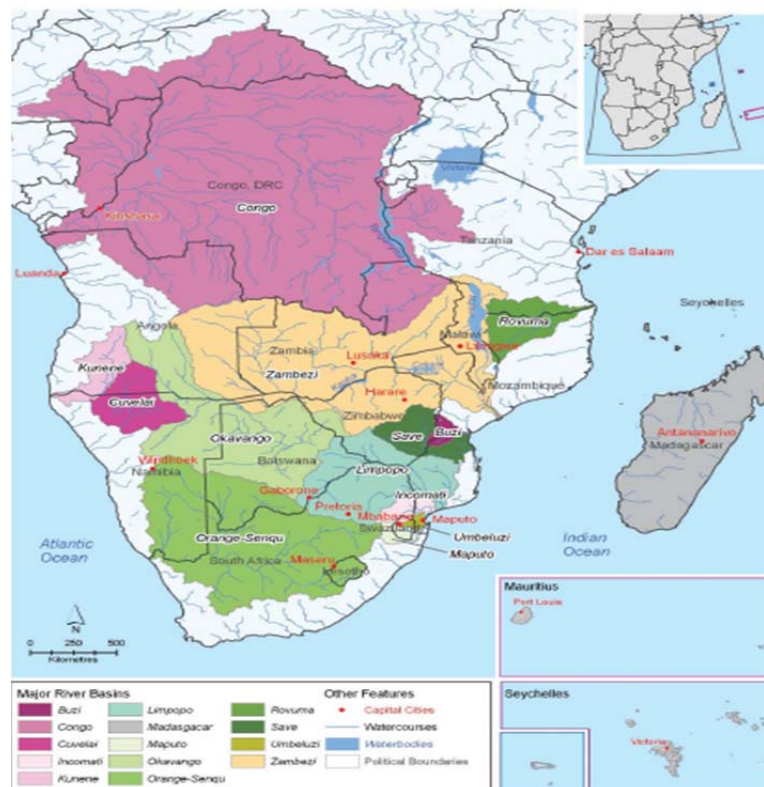 Victoria
Congo, DRC
Kinshasa
Congo
Tanzania
Dar es Salaam
Luanda
Seychelles
Angola
Rovuma
Malawi
Lilongwe
Kunene
Zambia
Lusaka
Zambezi
Mozambique
Harare
Cuvelai
Zimbabwe
Save
Buzi
Okavango
Antananarivo
Madagascar
Limpopo
Windhoek
Namibia
Botswana
Gaborone
Incomati
Pretoria
Mbabane
Maputo
Swaziland
Umbeluzi
Orange-Senqu
Maputo
Atlantic
Ocean
Indian
Ocean
South Africa
Maseru
Lesotho
Mauritius
Port Louis
N
0 250 500
Kilometres
Seychelles
Victoria
Major River Basins
Other Features
Buzi
Limpopo
Rovuma
Capital Cities
Congo
Madagascar
Save
Watercourses
Cuvelai
Maputo
Umbeluzi
Waterbodies
Incomati
Okavango
Zambezi
Political Boundaries
Kunene
Orange-Senqu